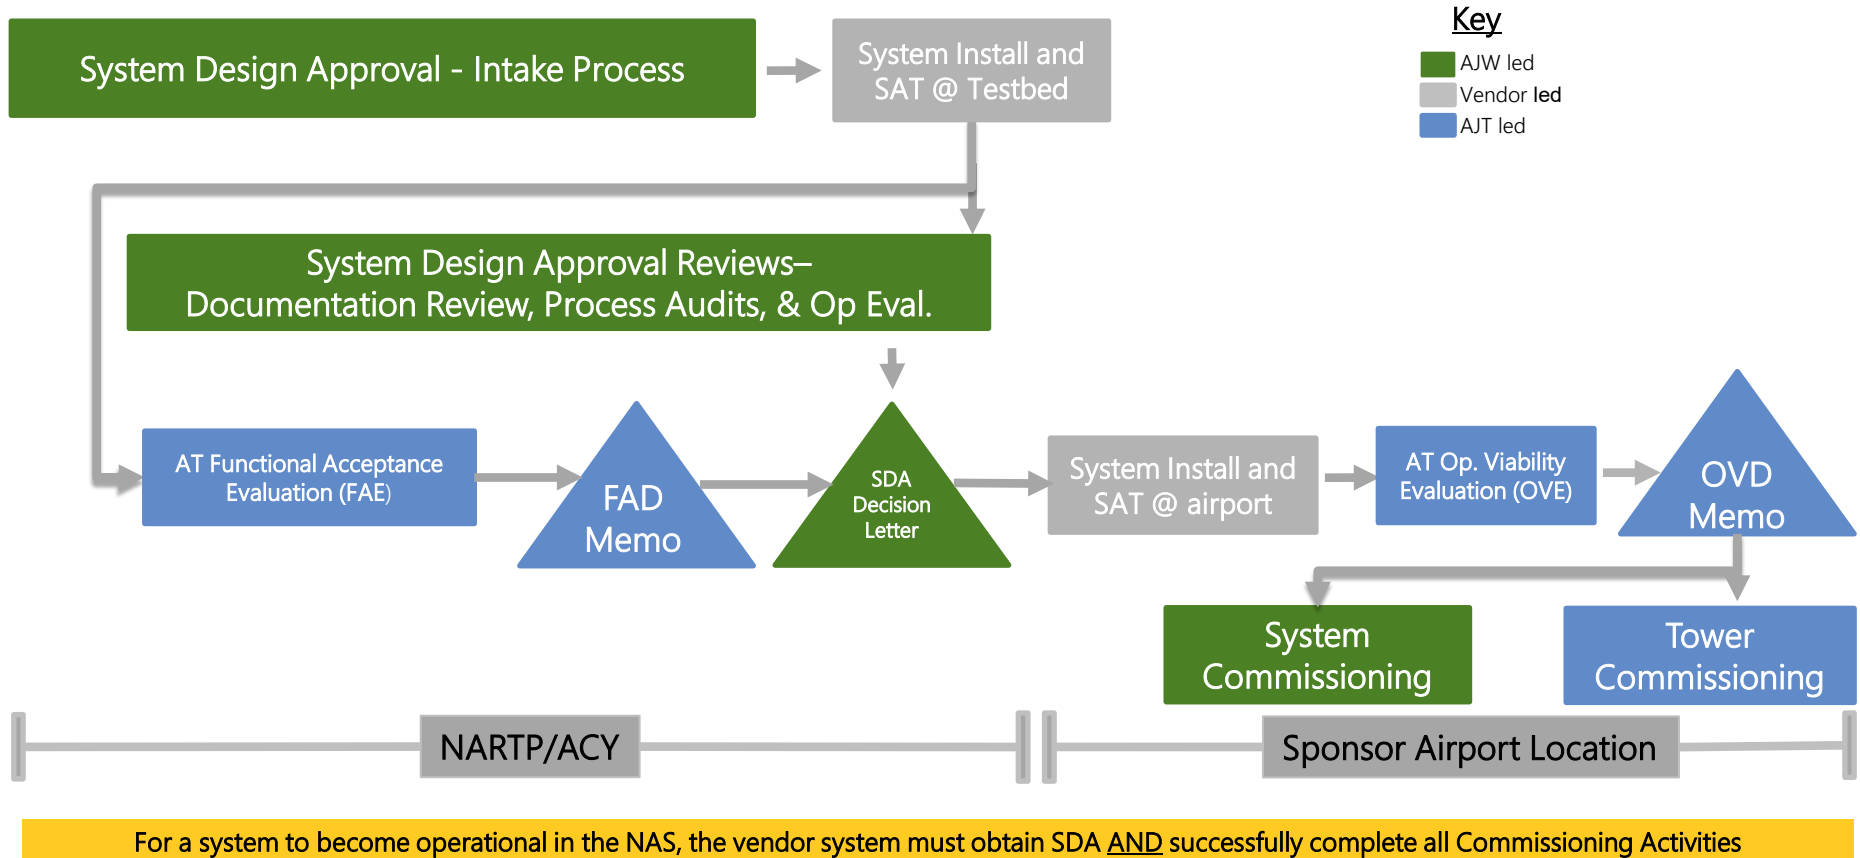 System Design Approval - Intake Process
System Install and
SAT @ Testbed
Key
AJW led
Vendor led
AJT led
System Design Approval Reviews–
Documentation Review, Process Audits, & Op Eval.
AT Functional Acceptance
Evaluation (FAE)
FAD
Memo
SDA
Decision
Letter
System Install and
SAT @ airport
AT Op. Viability
Evaluation (OVE)
OVD
Memo
System
Commissioning
Tower
Commissioning
NARTP/ACY
Sponsor Airport Location
For a system to become operational in the NAS, the vendor system must obtain SDA AND successfully complete all Commissioning Activities